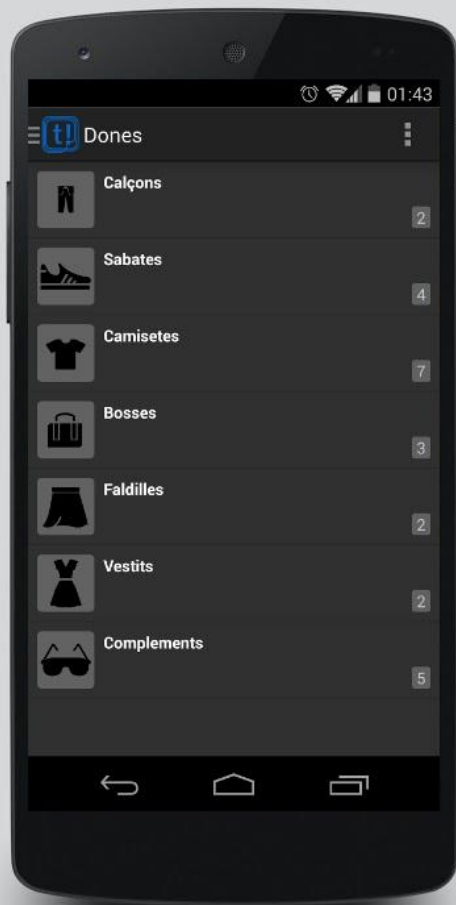 01:43
t! Dones
Calçons
2
Sabates
4
Camisetes
7
Bosses
3
Faldilles
2
Vestits
2
Complements
5